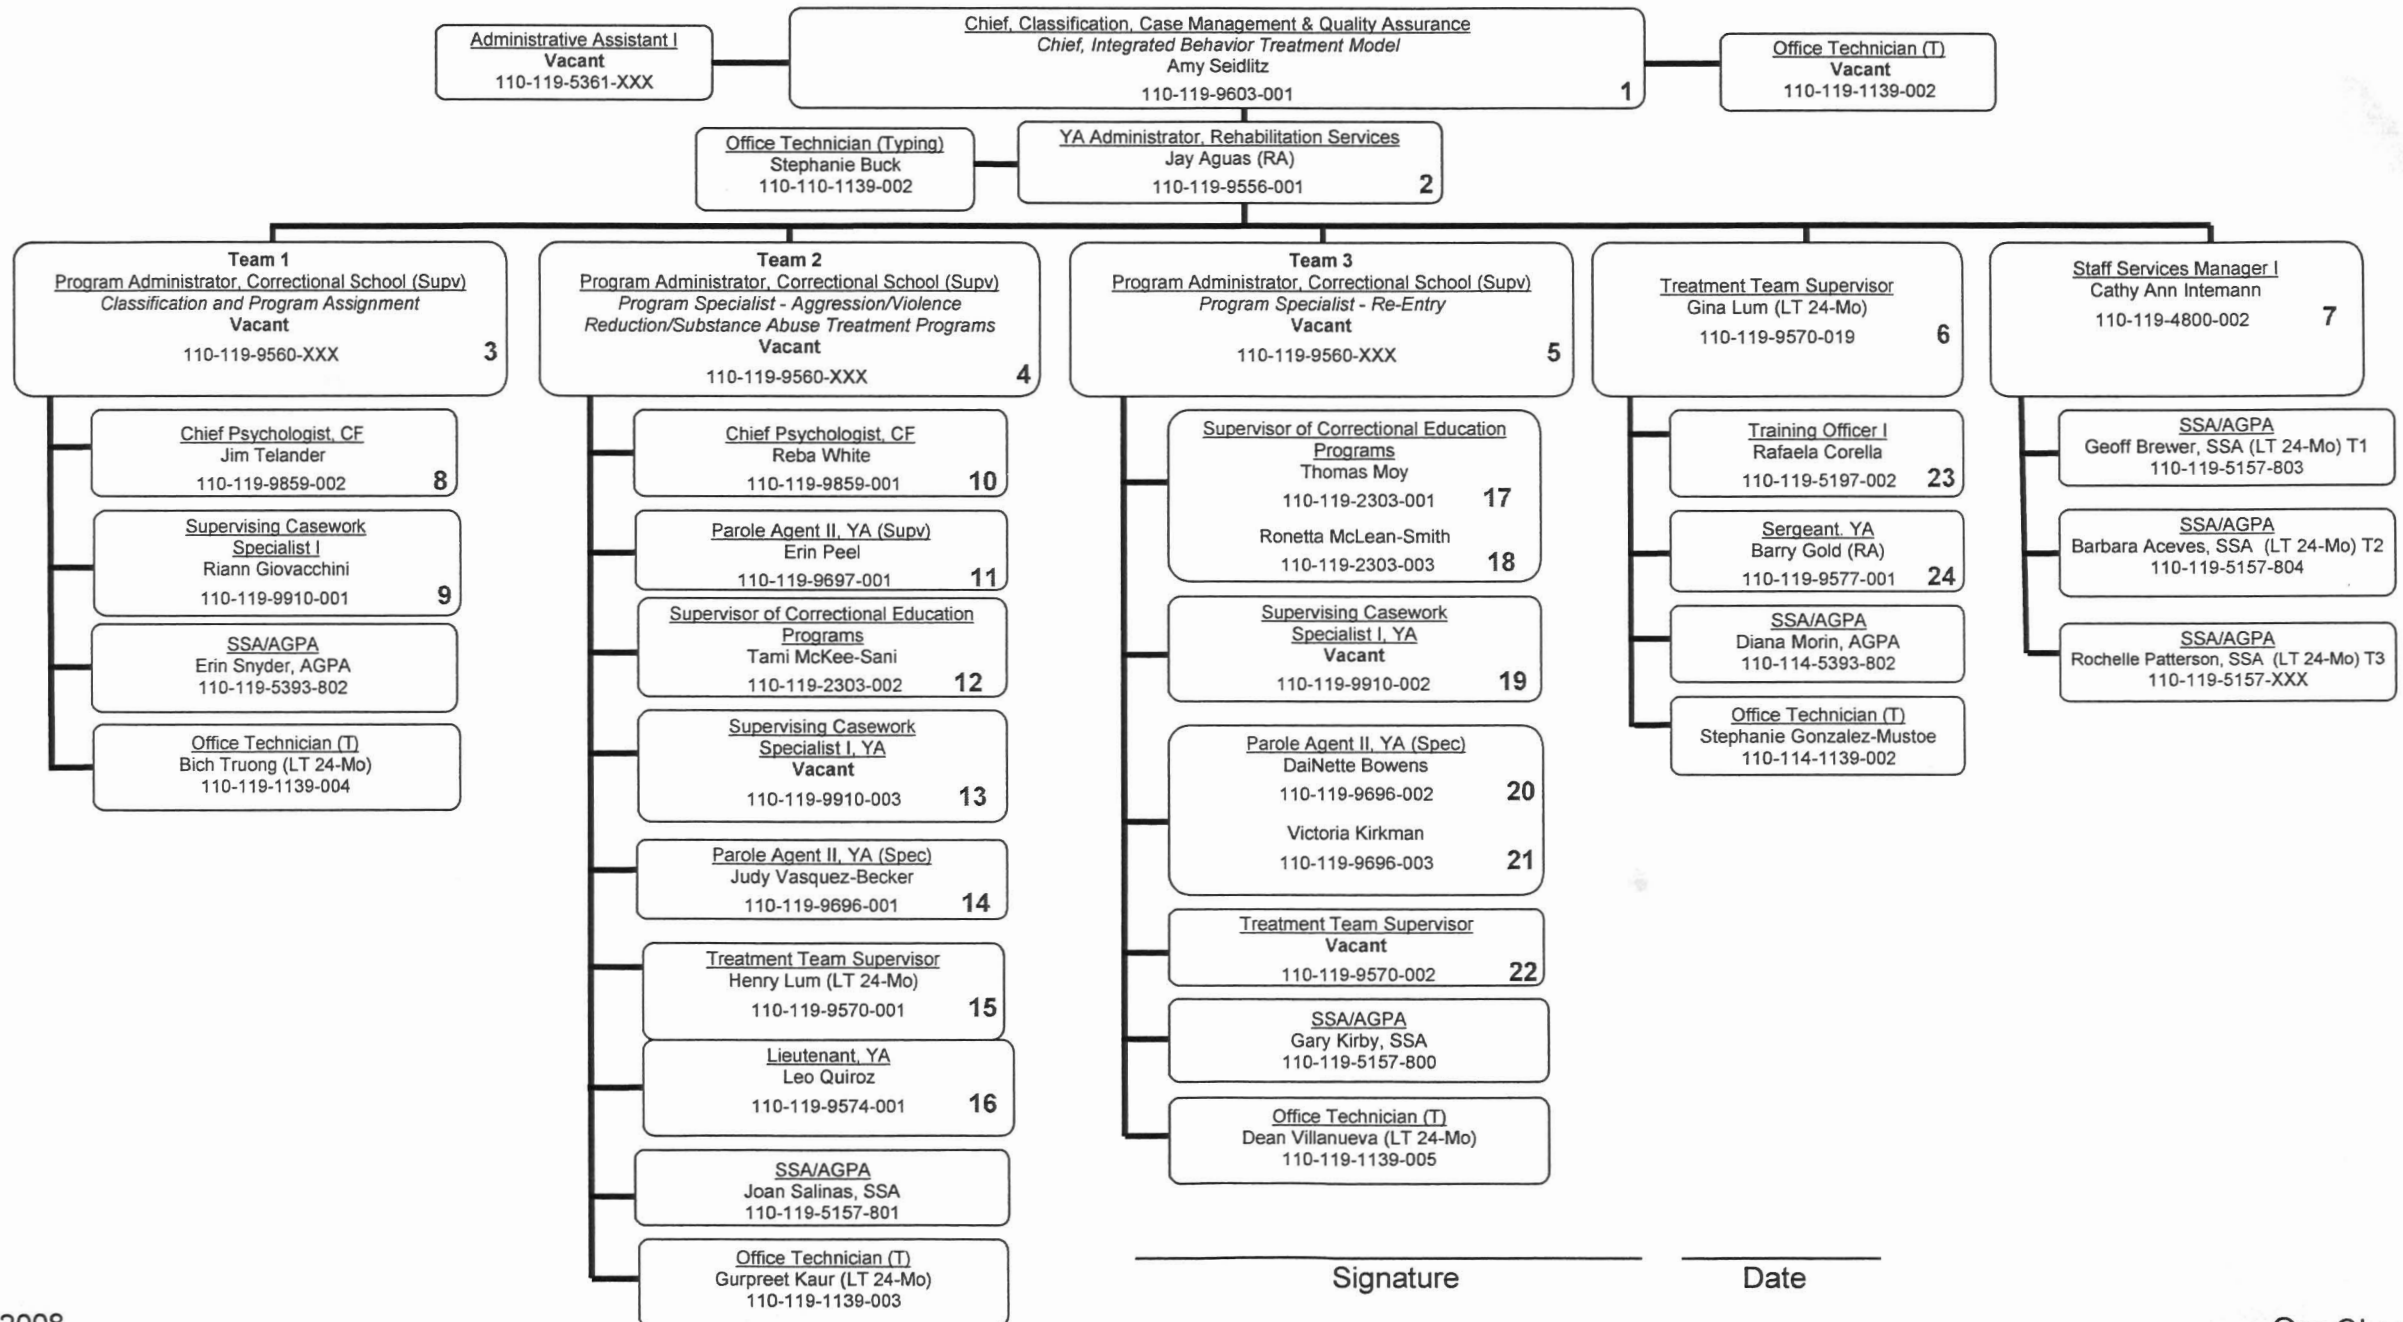 Chief, Classification, Case Management & Quality Assurance
Chief, Integrated Behavior Treatment Model
Amy Seidlitz
110-119-9603-001
1
Administrative Assistant I
Vacant
110-119-5361-XXX
Office Technician (T)
Vacant
110-119-1139-002
Office Technician (Typing)
Stephanie Buck
110-110-1139-002
YA Administrator, Rehabilitation Services
Jay Aguas (RA)
110-119-9556-001
2
Team 1
Program Administrator, Correctional School (Supv)
Classification and Program Assignment
Vacant
110-119-9560-XXX
3
Chief Psychologist, CF
Jim Telander
110-119-9859-002
8
Supervising Casework
Specialist I
Riann Giovacchini
110-119-9910-001
9
SSA/AGPA
Erin Snyder, AGPA
110-119-5393-802
Office Technician (T)
Bich Truong (LT 24-Mo)
110-119-1139-004
Team 2
Program Administrator, Correctional School (Supv)
Program Specialist - Aggression/Violence
Reduction/Substance Abuse Treatment Programs
Vacant
110-119-9560-XXX
4
Chief Psychologist, CF
Reba White
110-119-9859-001
10
Parole Agent II, YA (Supv)
Erin Peel
110-119-9697-001
11
Supervisor of Correctional Education
Programs
Tami McKee-Sani
110-119-2303-002
12
Supervising Casework
Specialist I, YA
Vacant
110-119-9910-003
13
Parole Agent II, YA (Spec)
Judy Vasquez-Becker
110-119-9696-001
14
Treatment Team Supervisor
Henry Lum (LT 24-Mo)
110-119-9570-001
15
Lieutenant, YA
Leo Quiroz
110-119-9574-001
16
SSA/AGPA
Joan Salinas, SSA
110-119-5157-801
Office Technician (T)
Gurpreet Kaur (LT 24-Mo)
110-119-1139-003
Team 3
Program Administrator, Correctional School (Supv)
Program Specialist - Re-Entry
Vacant
110-119-9560-XXX
5
Supervisor of Correctional Education
Programs
Thomas Moy
110-119-2303-001
17
Ronetta McLean-Smith
110-119-2303-003
18
Supervising Casework
Specialist I, YA
Vacant
110-119-9910-002
19
Parole Agent II, YA (Spec)
DaiNette Bowens
110-119-9696-002
20
Victoria Kirkman
110-119-9696-003
21
Treatment Team Supervisor
Vacant
110-119-9570-002
22
SSA/AGPA
Gary Kirby, SSA
110-119-5157-800
Office Technician (T)
Dean Villanueva (LT 24-Mo)
110-119-1139-005
Treatment Team Supervisor
Gina Lum (LT 24-Mo)
110-119-9570-019
6
Training Officer I
Rafaela Corella
110-119-5197-002
23
Sergeant. YA
Barry Gold (RA)
110-119-9577-001
24
SSA/AGPA
Diana Morin, AGPA
110-114-5393-802
Office Technician (T)
Stephanie Gonzalez-Mustoe
110-114-1139-002
Staff Services Manager I
Cathy Ann Intemann
110-119-4800-002
7
SSA/AGPA
Geoff Brewer, SSA (LT 24-Mo) T1
110-119-5157-803
SSA/AGPA
Barbara Aceves, SSA (LT 24-Mo) T2
110-119-5157-804
SSA/AGPA
Rochelle Patterson, SSA (LT 24-Mo) T3
110-119-5157-XXX
Signature
Date
2008